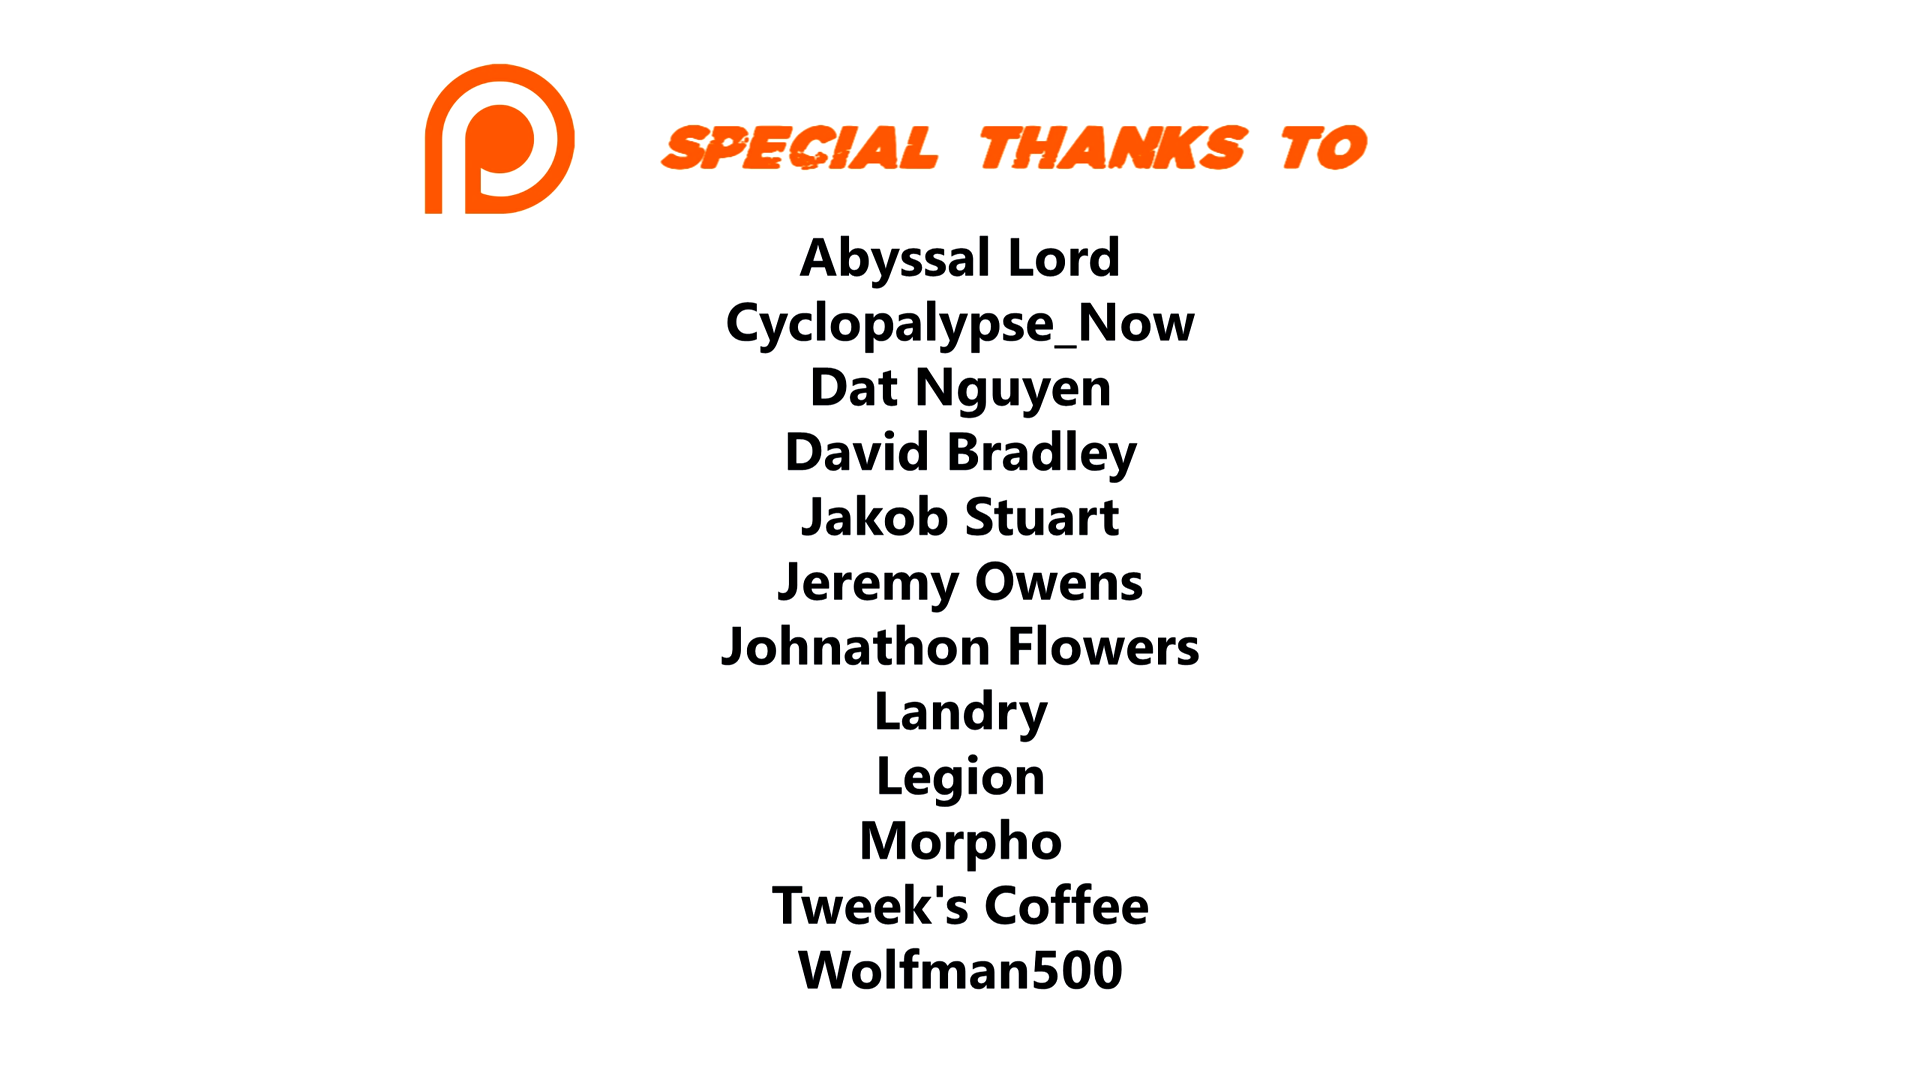 SPECIAL THANKS TO
Abyssal Lord
Cyclopalypse_Now
Dat Nguyen
David Bradley
Jakob Stuart
Jeremy Owens
Johnathon Flowers
Landry
Legion
Morpho
Tweek's Coffee
Wolfman500